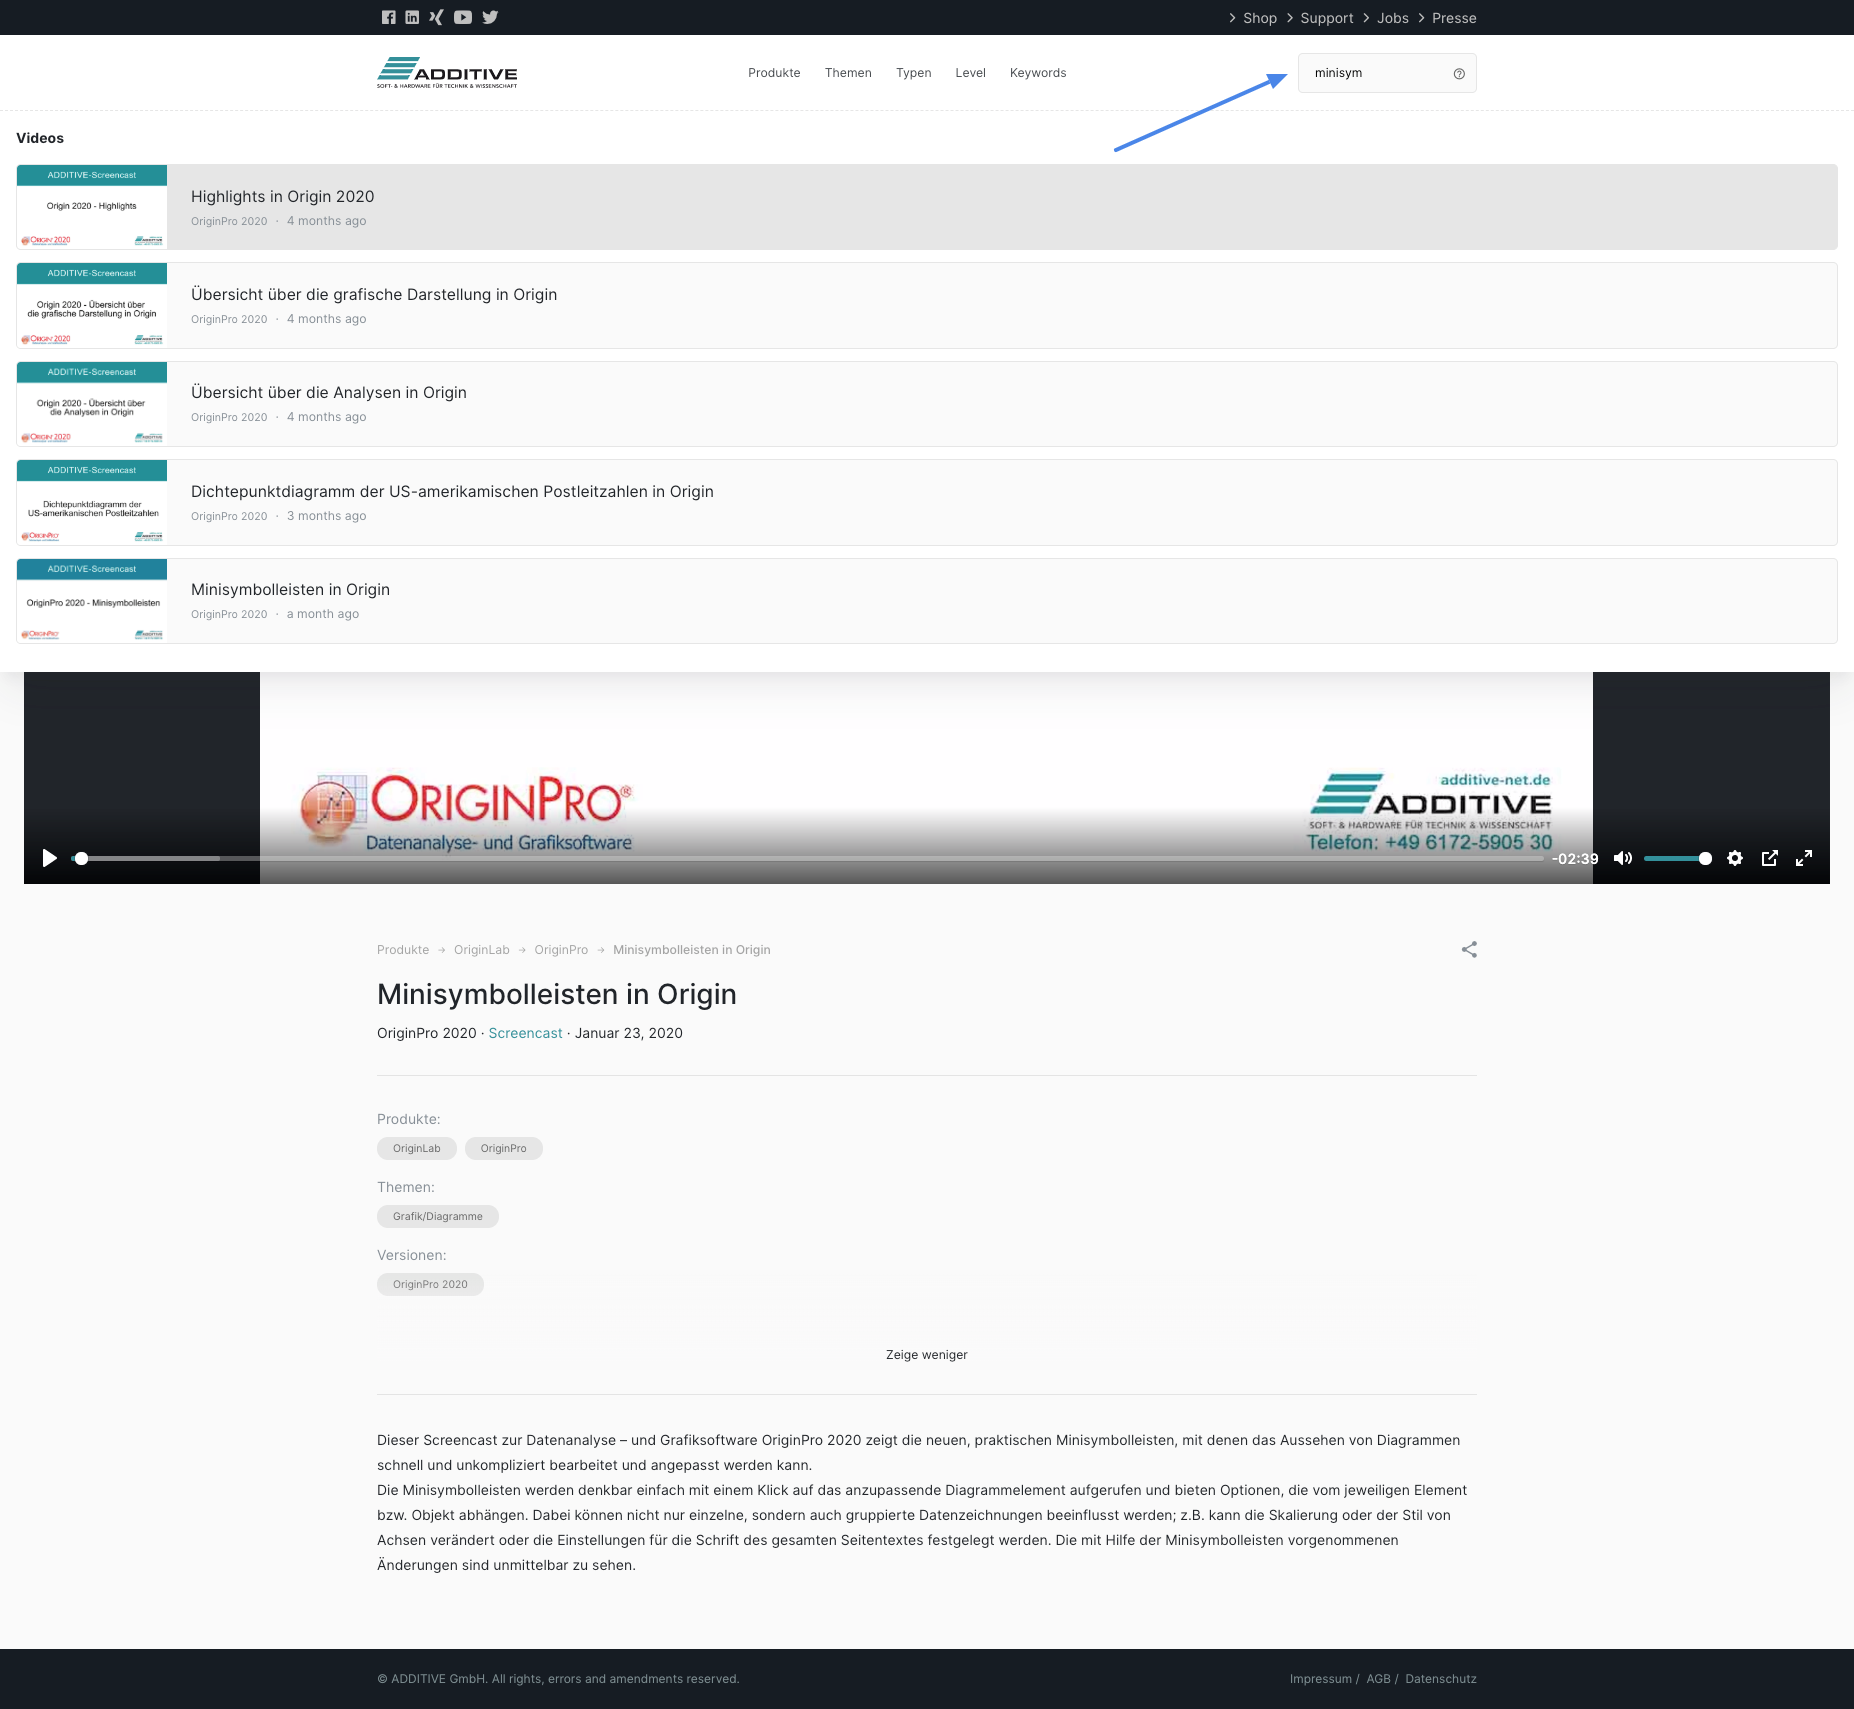 Shop Support Jobs Presse
ADDITIVE
SOFT- & HARDWARE FÜR TECHNIK & WISSENSCHAFT
Produkte Themen Typen Level Keywords
minisym
Videos
ADDITIVE-Screencast
Origin 2020 - Highlights
ORIGIN 2020
Highlights in Origin 2020
OriginPro 2020 · 4 months ago
ADDITIVE-Screencast
Origin 2020 - Übersicht über
die grafische Darstellung in Origin
ORIGIN 2020
Übersicht über die grafische Darstellung in Origin
OriginPro 2020 · 4 months ago
ADDITIVE-Screencast
Origin 2020 - Übersicht über
die Analysen in Origin
ORIGIN 2020
Übersicht über die Analysen in Origin
OriginPro 2020 · 4 months ago
ADDITIVE-Screencast
Dichtepunktdiagramm der
US-amerikanischen Postleitzahlen
ORIGINPRO
Dichtepunktdiagramm der US-amerikamischen Postleitzahlen in Origin
OriginPro 2020 · 3 months ago
ADDITIVE-Screencast
OriginPro 2020 - Minisymbolleisten
ORIGINPRO
Minisymbolleisten in Origin
OriginPro 2020 · a month ago
ORIGINPRO®
Datenanalyse- und Grafiksoftware
additive-net.de
ADDITIVE
SOFT- & HARDWARE FÜR TECHNIK & WISSENSCHAFT
Telefon: +49 6172-5905 30
-02:39
Produkte → OriginLab → OriginPro → Minisymbolleisten in Origin
Minisymbolleisten in Origin
OriginPro 2020 · Screencast · Januar 23, 2020
Produkte:
OriginLab OriginPro
Themen:
Grafik/Diagramme
Versionen:
OriginPro 2020
Zeige weniger
Dieser Screencast zur Datenanalyse – und Grafiksoftware OriginPro 2020 zeigt die neuen, praktischen Minisymbolleisten, mit denen das Aussehen von Diagrammen
schnell und unkompliziert bearbeitet und angepasst werden kann.
Die Minisymbolleisten werden denkbar einfach mit einem Klick auf das anzupassende Diagrammelement aufgerufen und bieten Optionen, die vom jeweiligen Element
bzw. Objekt abhängen. Dabei können nicht nur einzelne, sondern auch gruppierte Datenzeichnungen beeinflusst werden; z.B. kann die Skalierung oder der Stil von
Achsen verändert oder die Einstellungen für die Schrift des gesamten Seitentextes festgelegt werden. Die mit Hilfe der Minisymbolleisten vorgenommenen
Änderungen sind unmittelbar zu sehen.
© ADDITIVE GmbH. All rights, errors and amendments reserved.
Impressum / AGB / Datenschutz